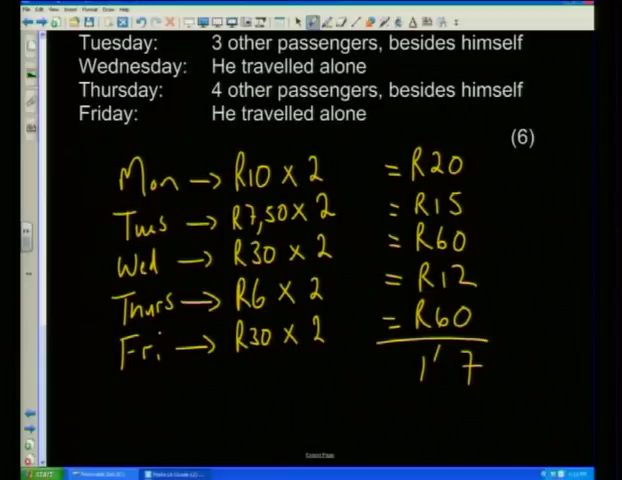 Tuesday: 3 other passengers, besides himself
Wednesday: He travelled alone
Thursday: 4 other passengers, besides himself
Friday: He travelled alone
(6)
Mon → R10 × 2 = R20
Tues → R7,50 × 2 = R15
Wed → R30 × 2 = R60
Thurs → R6 × 2 = R12
Fri → R30 × 2 = R60
1' 7